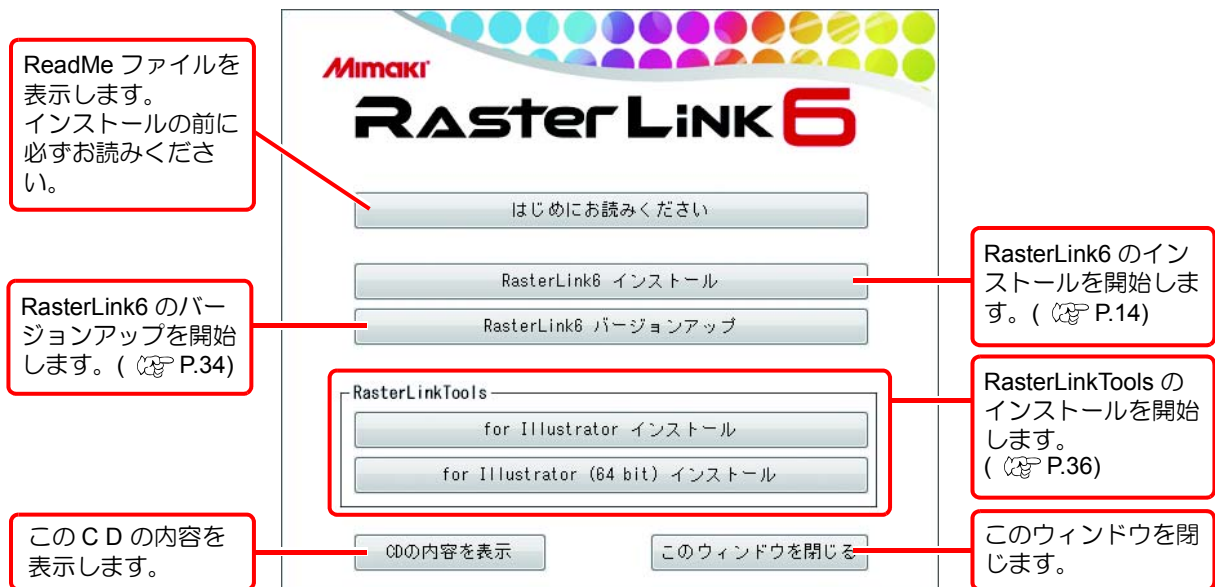 ReadMe ファイルを
表示します。
インストールの前に
必ずお読みくださ
い。
Mimaki
RASTER LINK 6
はじめにお読みください
RasterLink6 インストール
RasterLink6 のイン
ストールを開始しま
す。( P.14)
RasterLink6 のバー
ジョンアップを開始
します。( P.34)
RasterLink6 バージョンアップ
RasterLinkTools
for Illustrator インストール
for Illustrator (64 bit) インストール
RasterLinkTools の
インストールを開始
します。
( P.36)
この C D の内容を
表示します。
CDの内容を表示
このウィンドウを閉じる
このウィンドウを閉
じます。